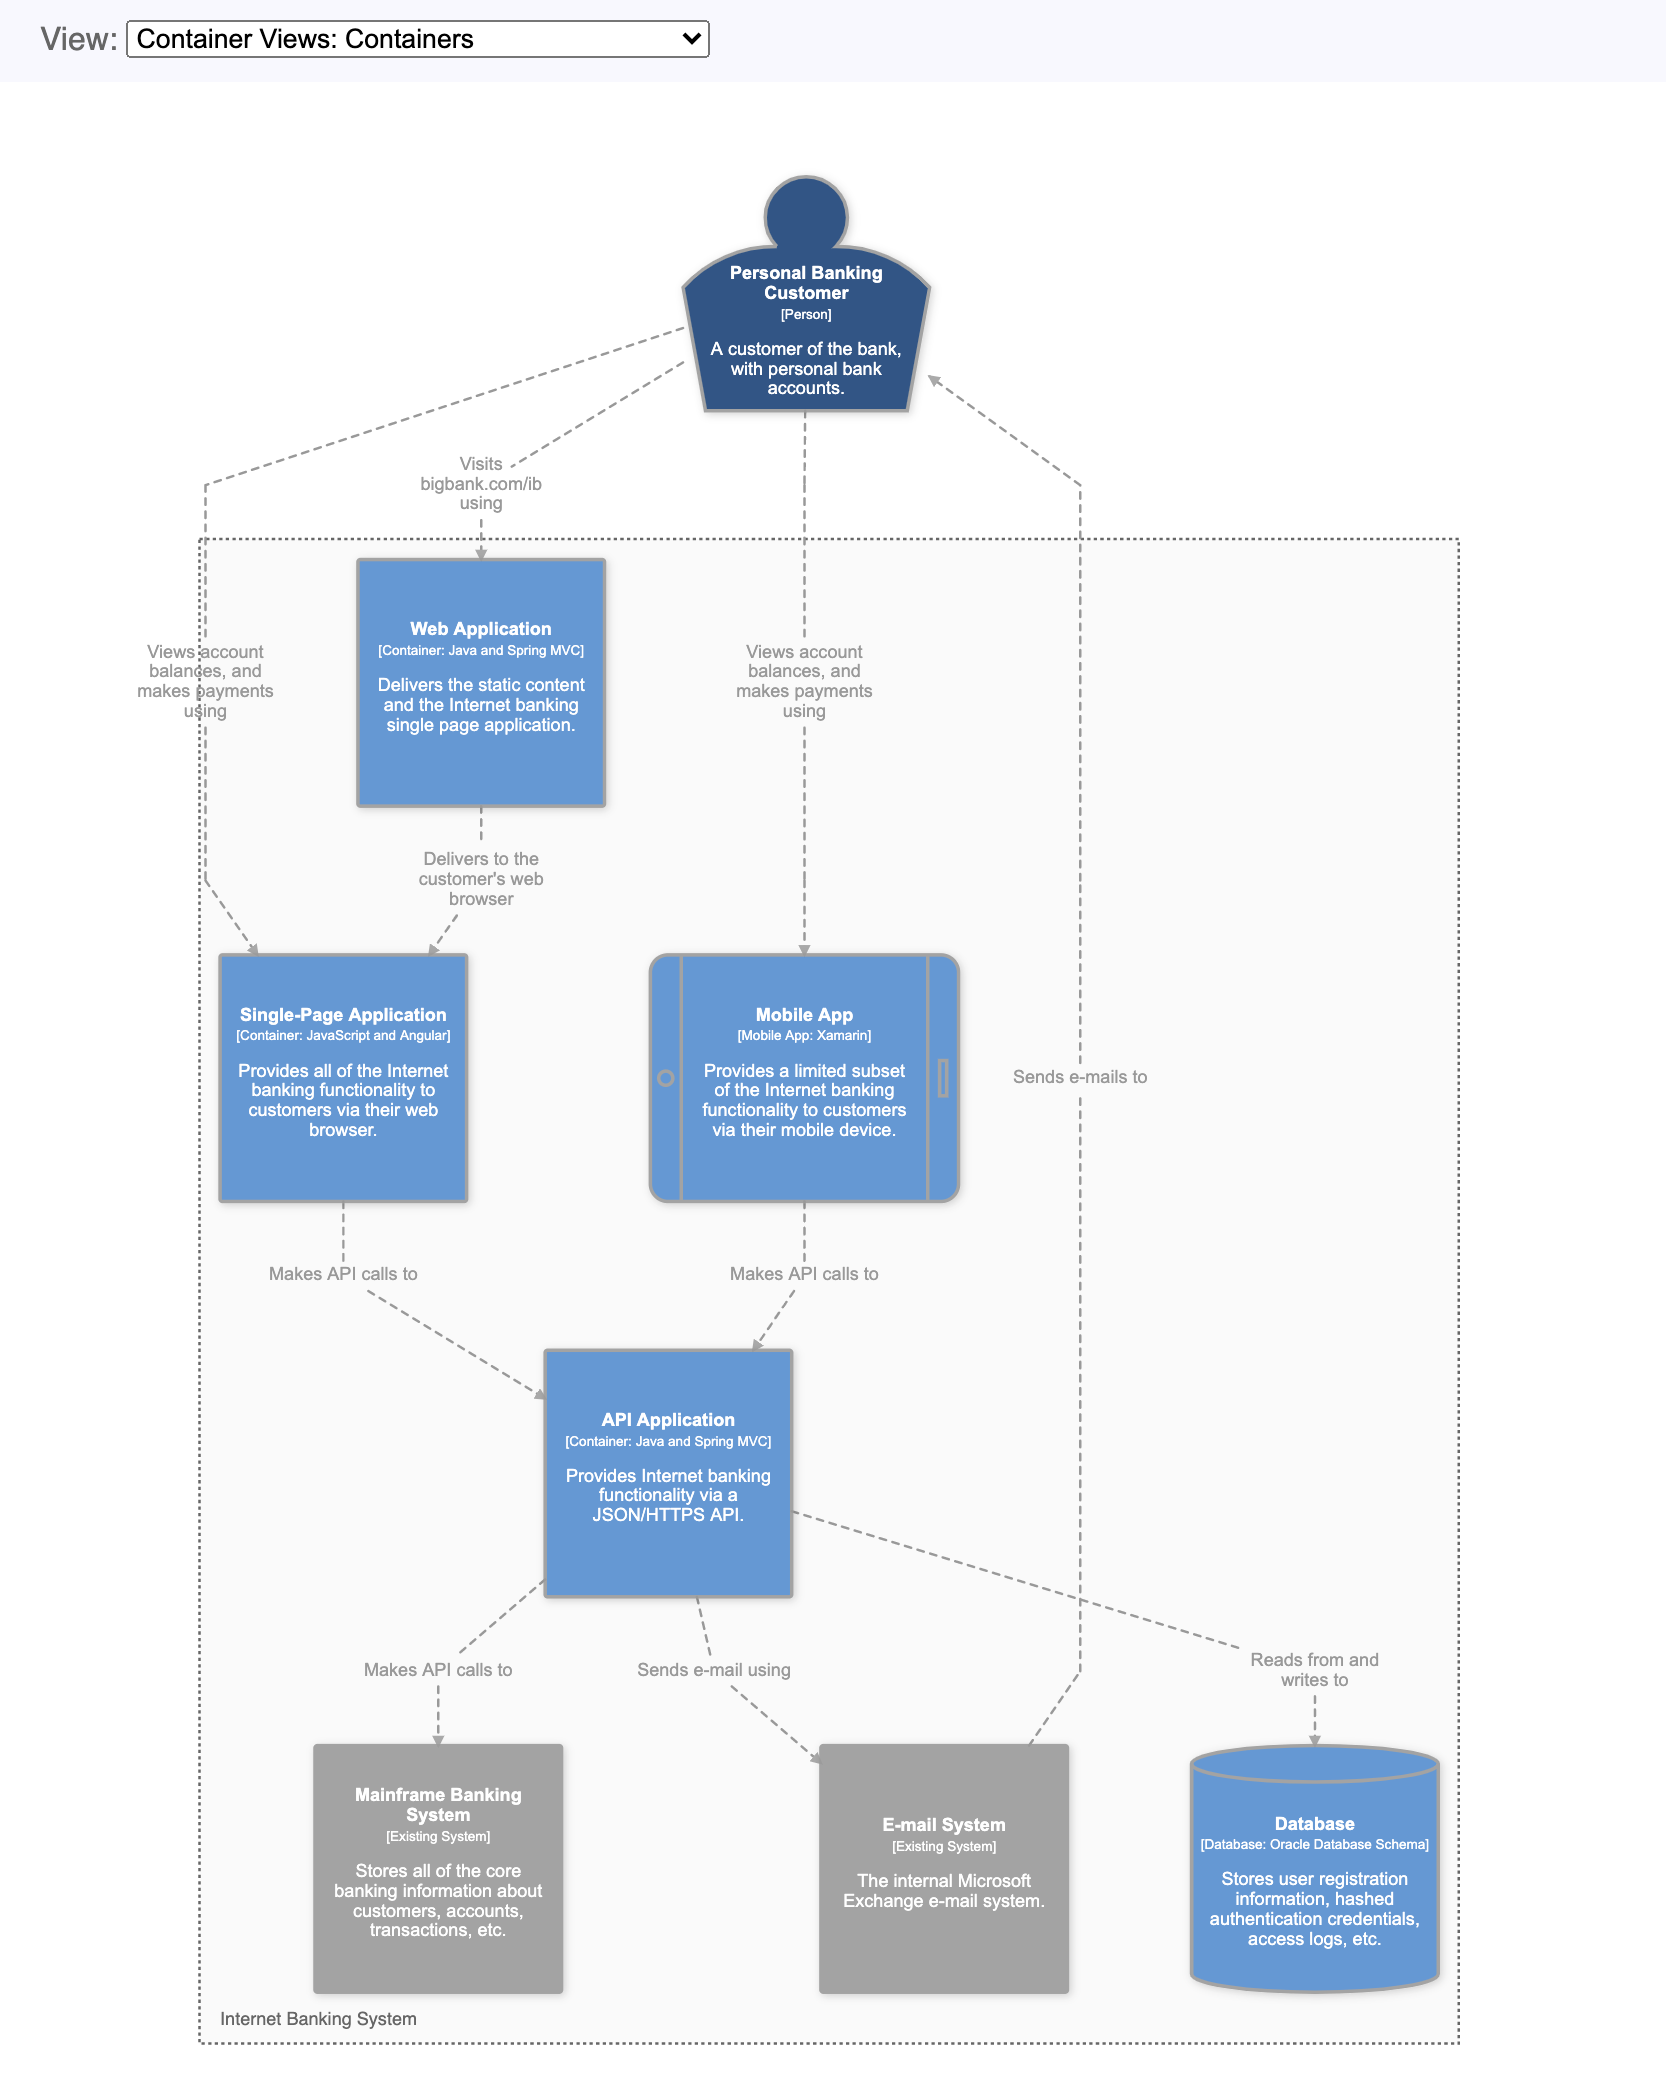 View: Container Views: Containers
Personal Banking
Customer
[Person]
A customer of the bank,
with personal bank
accounts.
Visits
bigbank.com/ib
using
Web Application
[Container: Java and Spring MVC]
Delivers the static content
and the Internet banking
single page application.
Views account
balances, and
makes payments
using
Views account
balances, and
makes payments
using
Delivers to the
customer's web
browser
Single-Page Application
[Container: JavaScript and Angular]
Provides all of the Internet
banking functionality to
customers via their web
browser.
Mobile App
[Mobile App: Xamarin]
Provides a limited subset
of the Internet banking
functionality to customers
via their mobile device.
Sends e-mails to
Makes API calls to
Makes API calls to
API Application
[Container: Java and Spring MVC]
Provides Internet banking
functionality via a
JSON/HTTPS API.
Makes API calls to
Sends e-mail using
Reads from and
writes to
Mainframe Banking
System
[Existing System]
Stores all of the core
banking information about
customers, accounts,
transactions, etc.
E-mail System
[Existing System]
The internal Microsoft
Exchange e-mail system.
Database
[Database: Oracle Database Schema]
Stores user registration
information, hashed
authentication credentials,
access logs, etc.
Internet Banking System